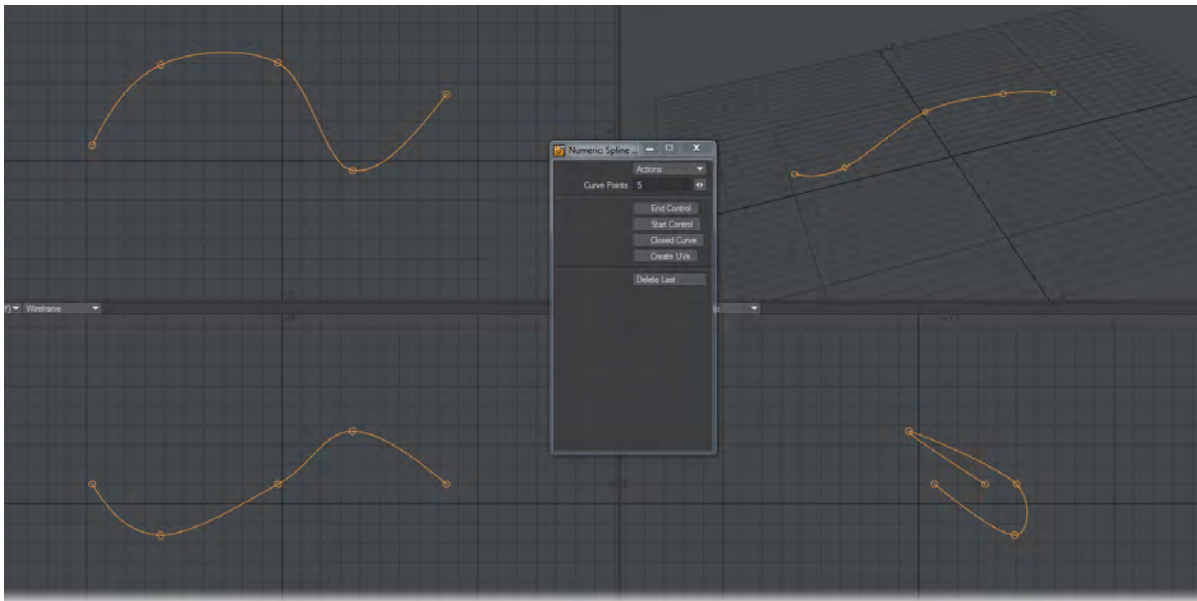 Numeric: Spline ...
Actions
Curve Points 5
End Control
Start Control
Closed Curve
Create UVs
Delete Last
Y) Wireframe